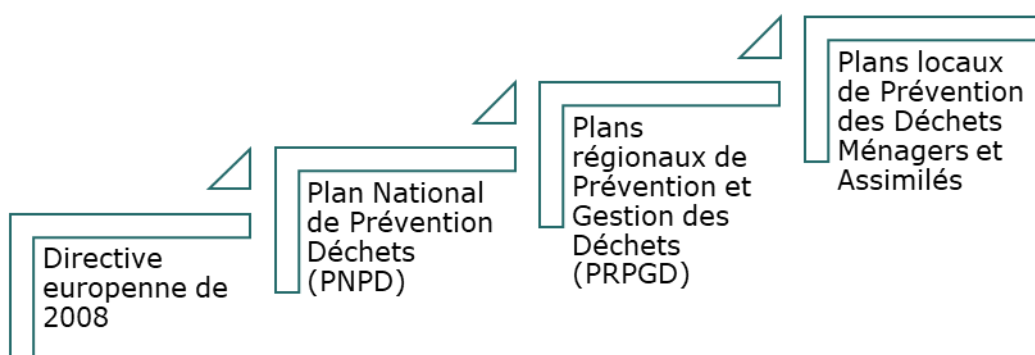 Directive
europenne de
2008
Plan National
de Prévention
Déchets
(PNPD)
Plans
régionaux de
Prévention et
Gestion des
Déchets
(PRPGD)
Plans locaux
de Prévention
des Déchets
Ménagers et
Assimilés